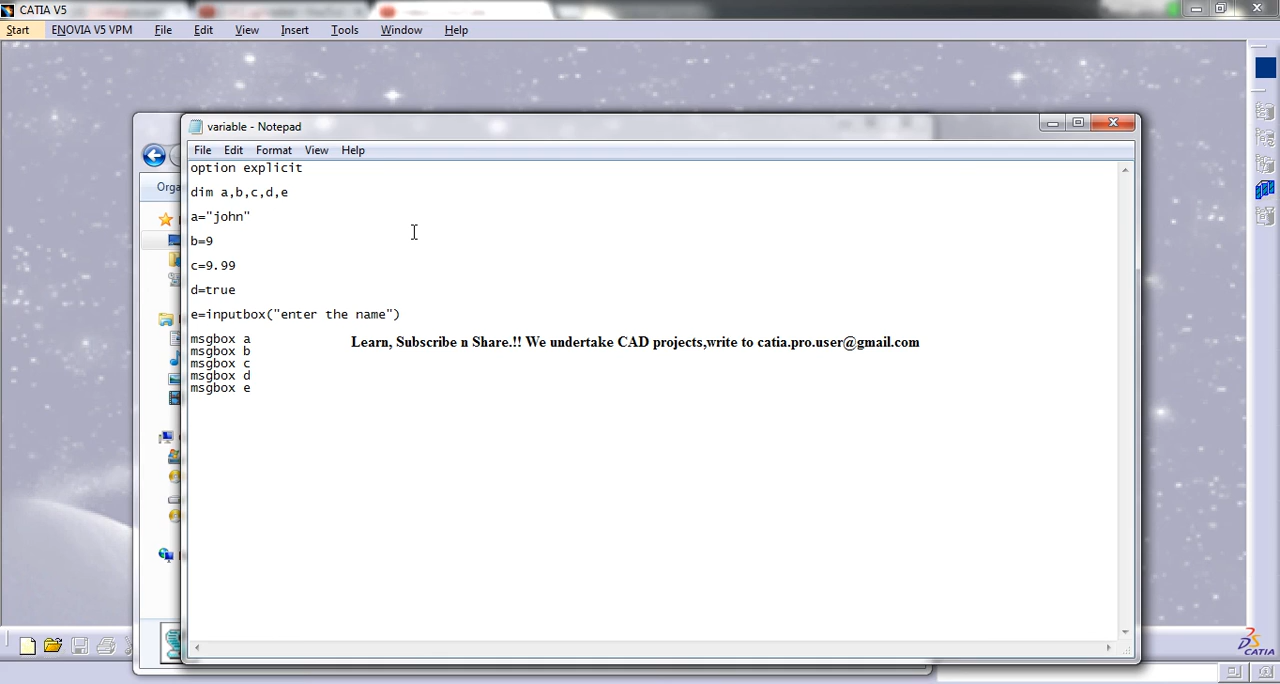 CATIA V5
Start ENOVIA V5 VPM File Edit View Insert Tools Window Help
variable - Notepad
File Edit Format View Help
Orga
option explicit
dim a,b,c,d,e
a="john"
b=9
c=9.99
d=true
e=inputbox("enter the name")
msgbox a
Learn, Subscribe n Share.!! We undertake CAD projects,write to catia.pro.user@gmail.com
msgbox b
msgbox c
msgbox d
msgbox e
CATIA